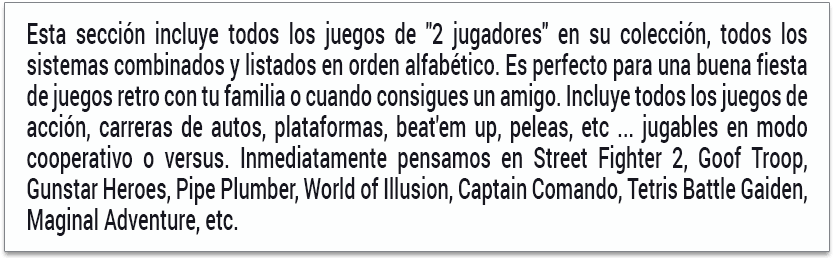 Esta sección incluye todos los juegos de "2 jugadores" en su colección, todos los
sistemas combinados y listados en orden alfabético. Es perfecto para una buena fiesta
de juegos retro con tu familia o cuando consigues un amigo. Incluye todos los juegos de
acción, carreras de autos, plataformas, beat'em up, peleas, etc ... jugables en modo
cooperativo o versus. Inmediatamente pensamos en Street Fighter 2, Goof Troop,
Gunstar Heroes, Pipe Plumber, World of Illusion, Captain Comando, Tetris Battle Gaiden,
Maginal Adventure, etc.